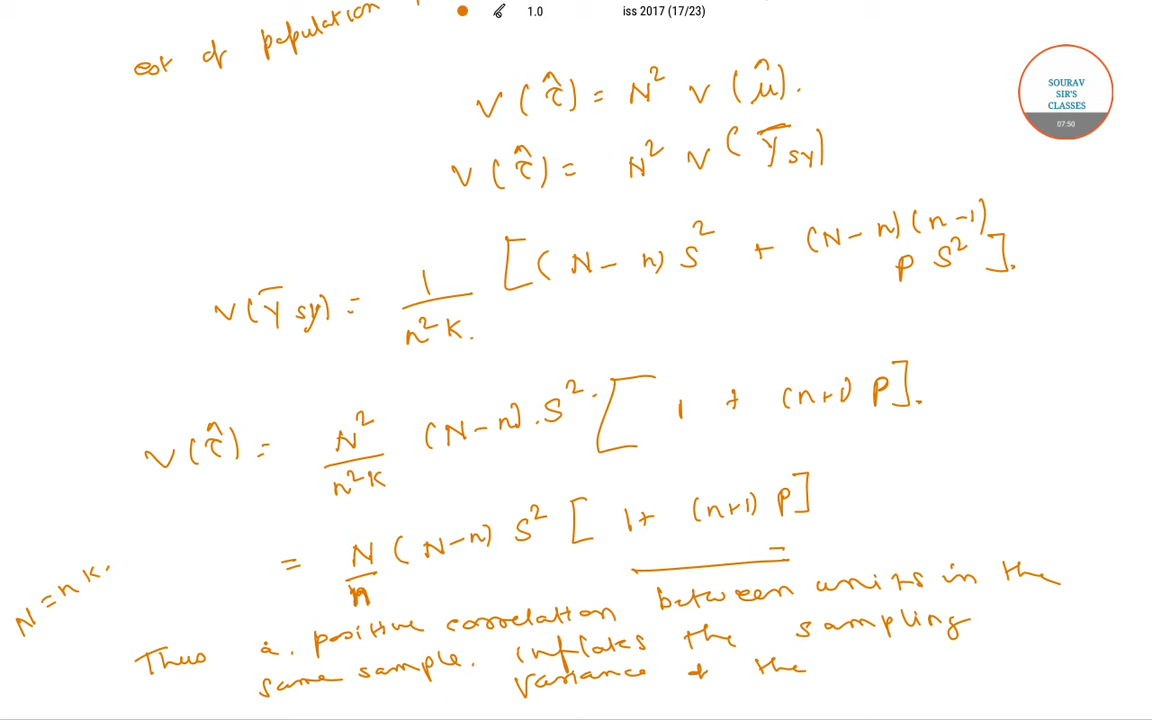 1.0 iss 2017 (17/23)
est of population
SOURAV
SIR'S
CLASSES
07:50
V(τ̂) = N² V(μ̂).
V(τ̂) = N² V(Ȳsy)
V(Ȳsy) = 1/n²K. [(N-n) S² + (N-n)(n-1) ρ S²].
V(τ̂) = N²/n²K (N-n).S². [1 + (n+1) ρ].
= N/n (N-n) S² [1+ (n+1) ρ]
N=nK.
Thus a. positive correlation between units in the
same sample. inflates the sampling
variance of the